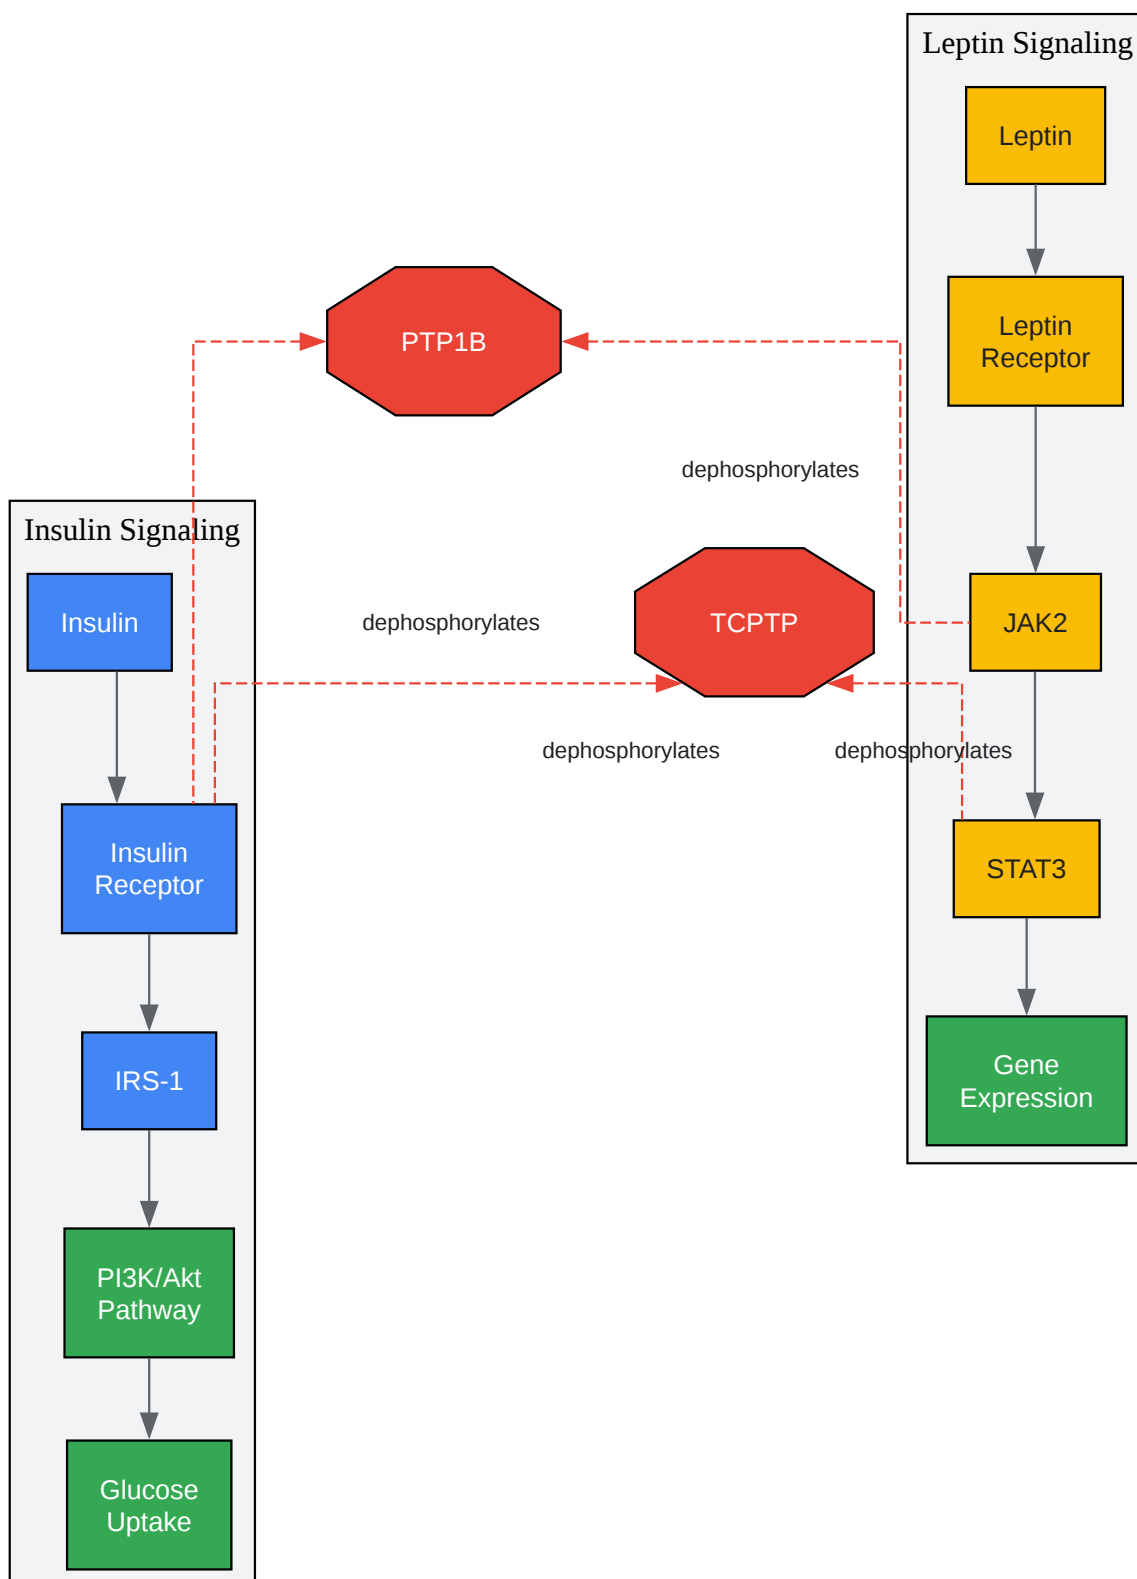 Leptin Signaling
Leptin
Leptin
Receptor
PTP1B
dephosphorylates
Insulin Signaling
Insulin
dephosphorylates
TCPTP
JAK2
dephosphorylates
dephosphorylates
Insulin
Receptor
STAT3
IRS-1
Gene
Expression
PI3K/Akt
Pathway
Glucose
Uptake